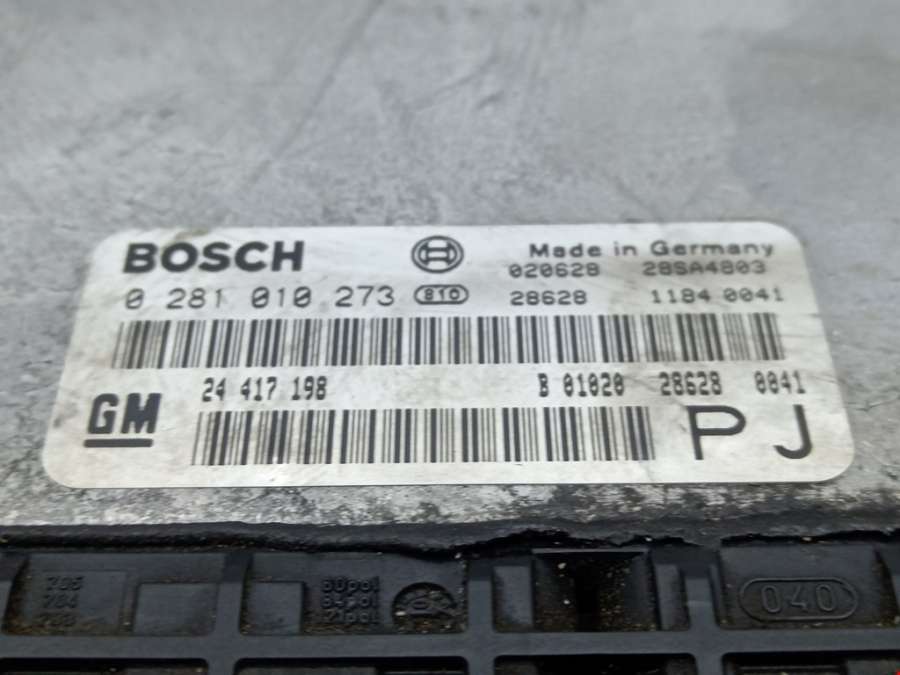 BOSCH
Made in Germany
020628 28SA4803
0 281 010 273 810
28628 1184 0041
24 417 198 B 01020 28628 0041
GM
PJ
040